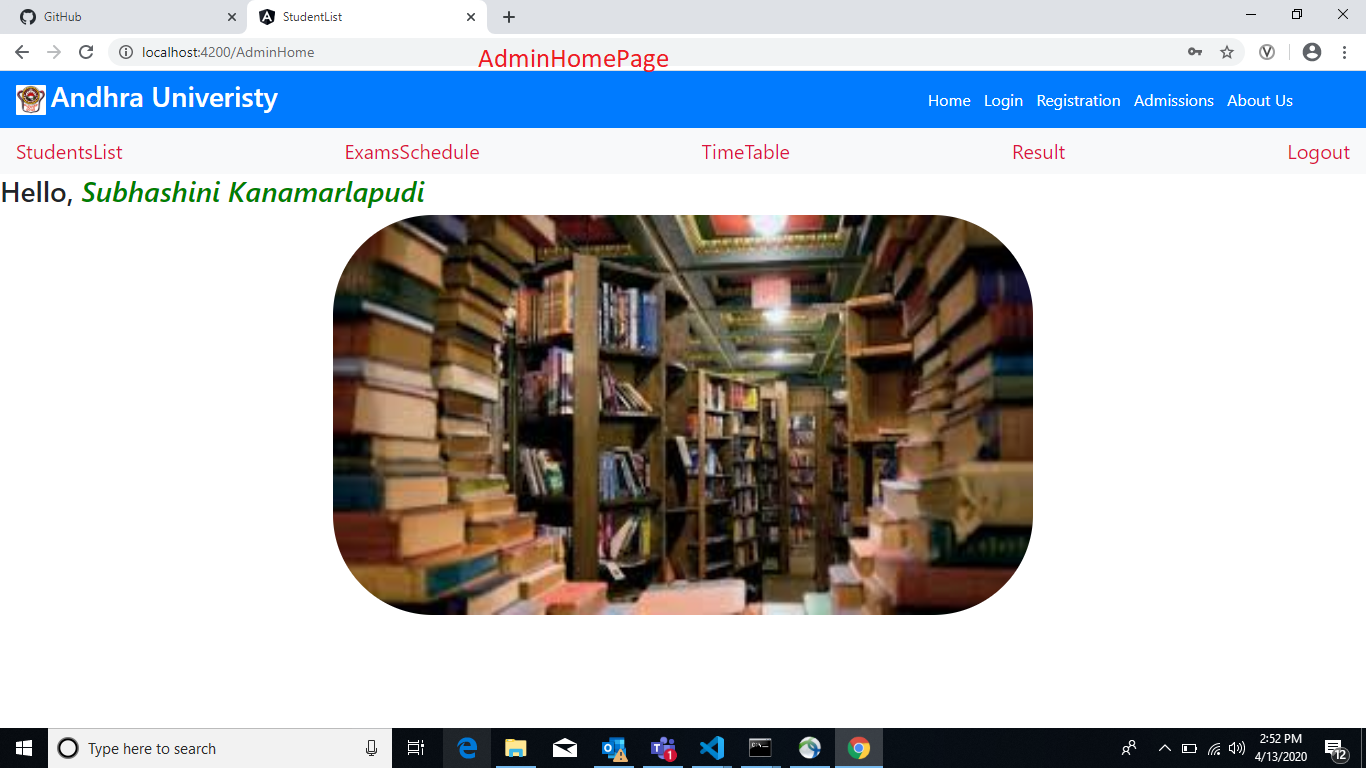 GitHub
StudentList
localhost:4200/AdminHome
AdminHomePage
Andhra Univeristy
Home Login Registration Admissions About Us
StudentsList ExamsSchedule TimeTable Result Logout
Hello, Subhashini Kanamarlapudi
Type here to search
1
2:52 PM
4/13/2020
12